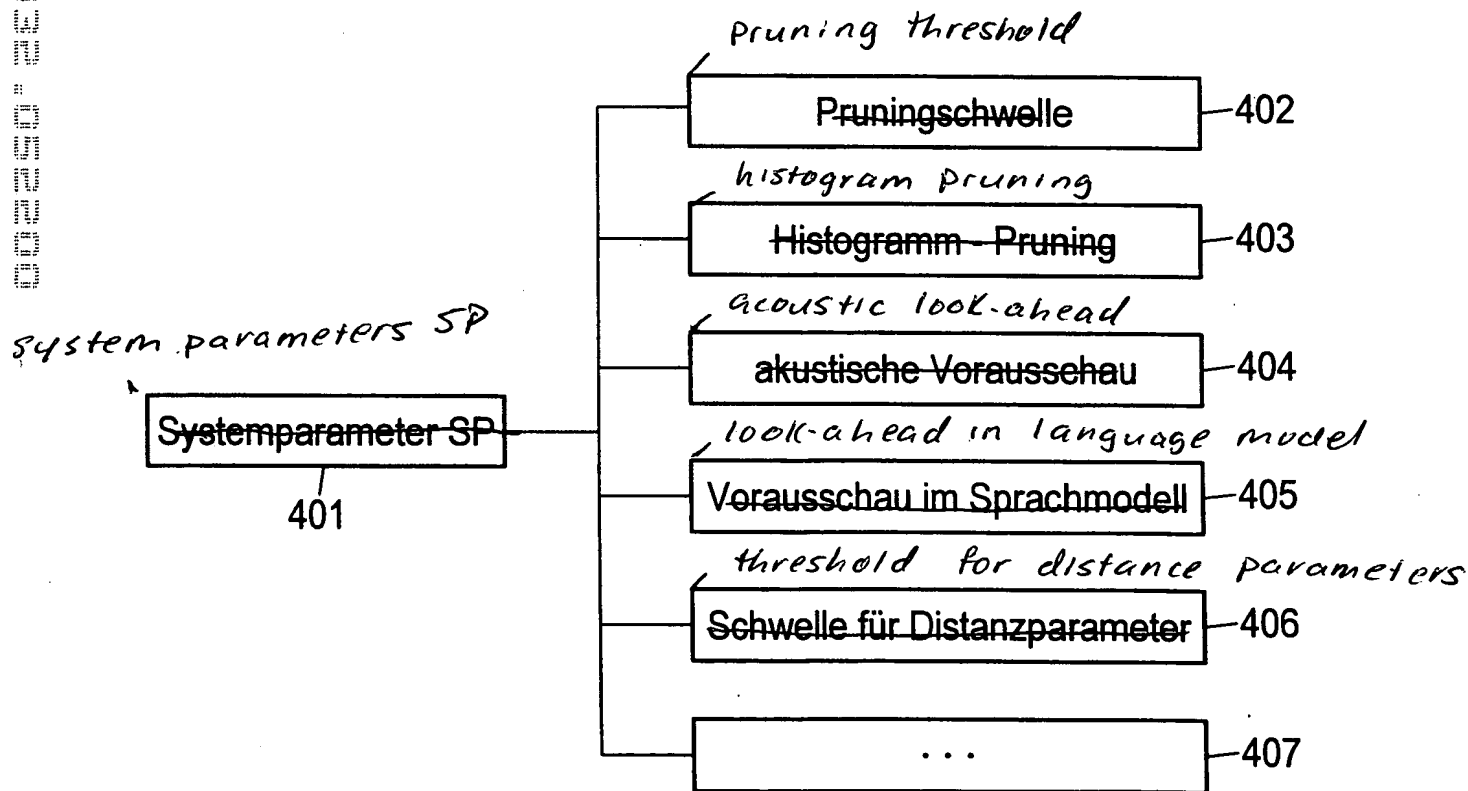 pruning threshold
Pruningschwelle 402
histogram pruning
Histogramm - Pruning 403
acoustic look-ahead
akustische Vorausschau 404
system parameters SP
Systemparameter SP
401
look-ahead in language model
Vorausschau im Sprachmodell 405
threshold for distance parameters
Schwelle für Distanzparameter 406
... 407